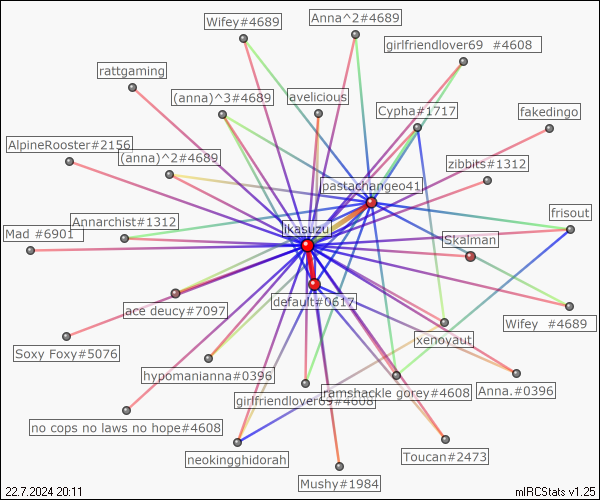 Wifey#4689
Anna^2#4689
girlfriendlover69 #4608
rattgaming
(anna)^3#4689
avelicious
Cypha#1717
fakedingo
AlpineRooster#2156
(anna)^2#4689
zibbits#1312
pastachangeo41
Annarchist#1312
ikasuzu
frisout
Mad #6901
Skalman
default#0617
ace deucy#7097
Wifey #4689
xenoyaut
Soxy Foxy#5076
hypomanianna#0396
girlfriendlover69#4608
ramshackle gorey#4608
Anna.#0396
no cops no laws no hope#4608
neokingghidorah
Toucan#2473
Mushy#1984
22.7.2024 20:11
mIRCStats v1.25